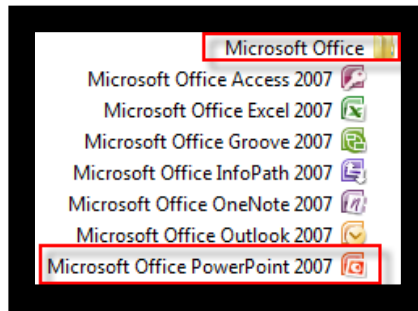 Microsoft Office
Microsoft Office Access 2007
Microsoft Office Excel 2007
Microsoft Office Groove 2007
Microsoft Office InfoPath 2007
Microsoft Office OneNote 2007
Microsoft Office Outlook 2007
Microsoft Office PowerPoint 2007